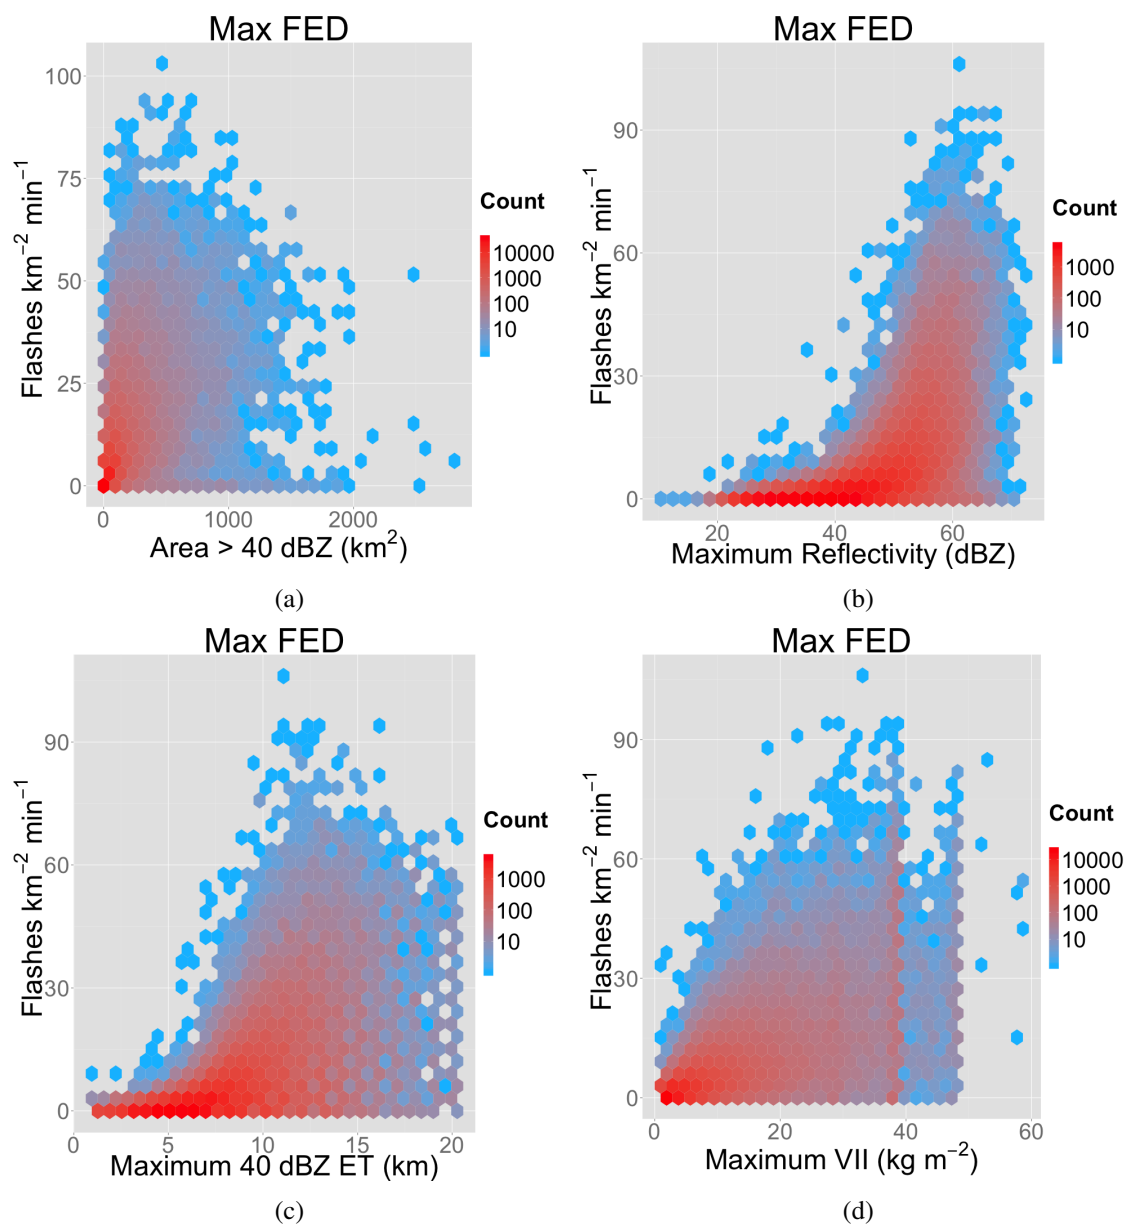 Max FED
Flashes km−2 min−1
100
75
50
25
0
0 1000 2000
Area > 40 dBZ (km2)
Count
10000
1000
100
10
(a)
Max FED
Flashes km−2 min−1
90
60
30
0
20 40 60
Maximum Reflectivity (dBZ)
Count
1000
100
10
(b)
Max FED
Flashes km−2 min−1
90
60
30
0
0 5 10 15 20
Maximum 40 dBZ ET (km)
Count
1000
100
10
(c)
Max FED
Flashes km−2 min−1
90
60
30
0
0 20 40 60
Maximum VII (kg m−2)
Count
10000
1000
100
10
(d)